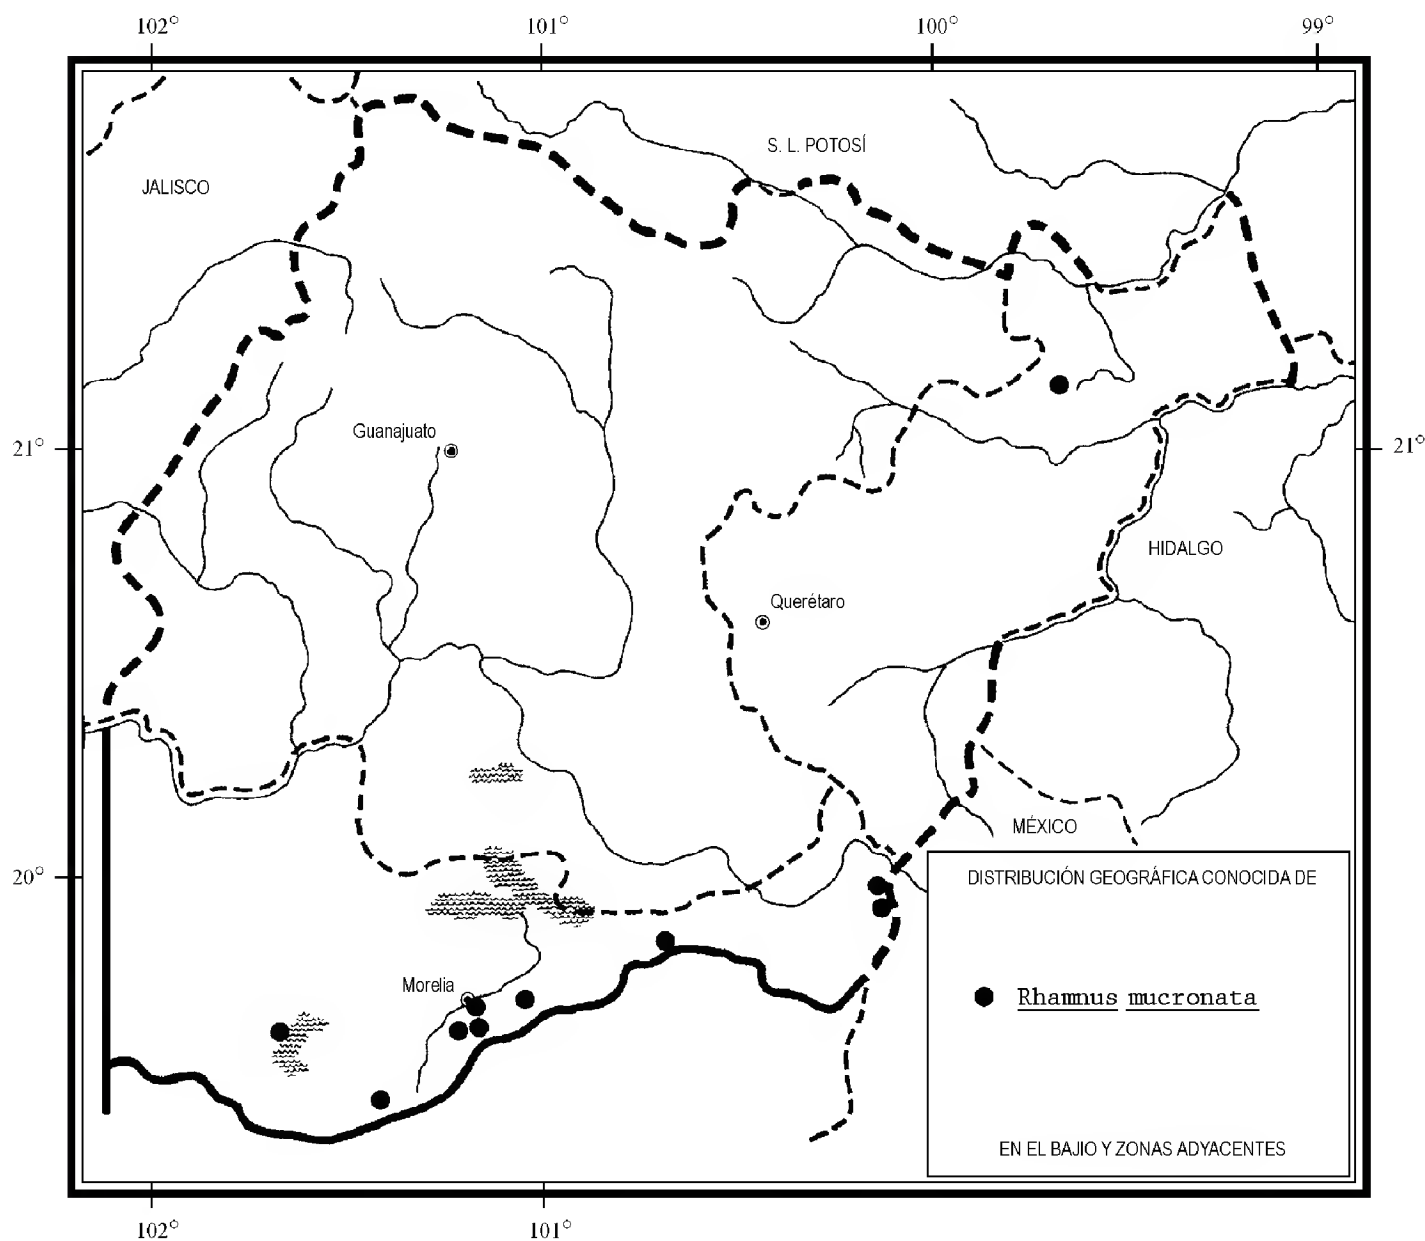 102° 101° 100° 99°
S. L. POTOSÍ
JALISCO
Guanajuato
21° 21°
HIDALGO
Querétaro
MÉXICO
20°
DISTRIBUCIÓN GEOGRÁFICA CONOCIDA DE
Morelia
Rhamnus mucronata
EN EL BAJIO Y ZONAS ADYACENTES
102° 101°